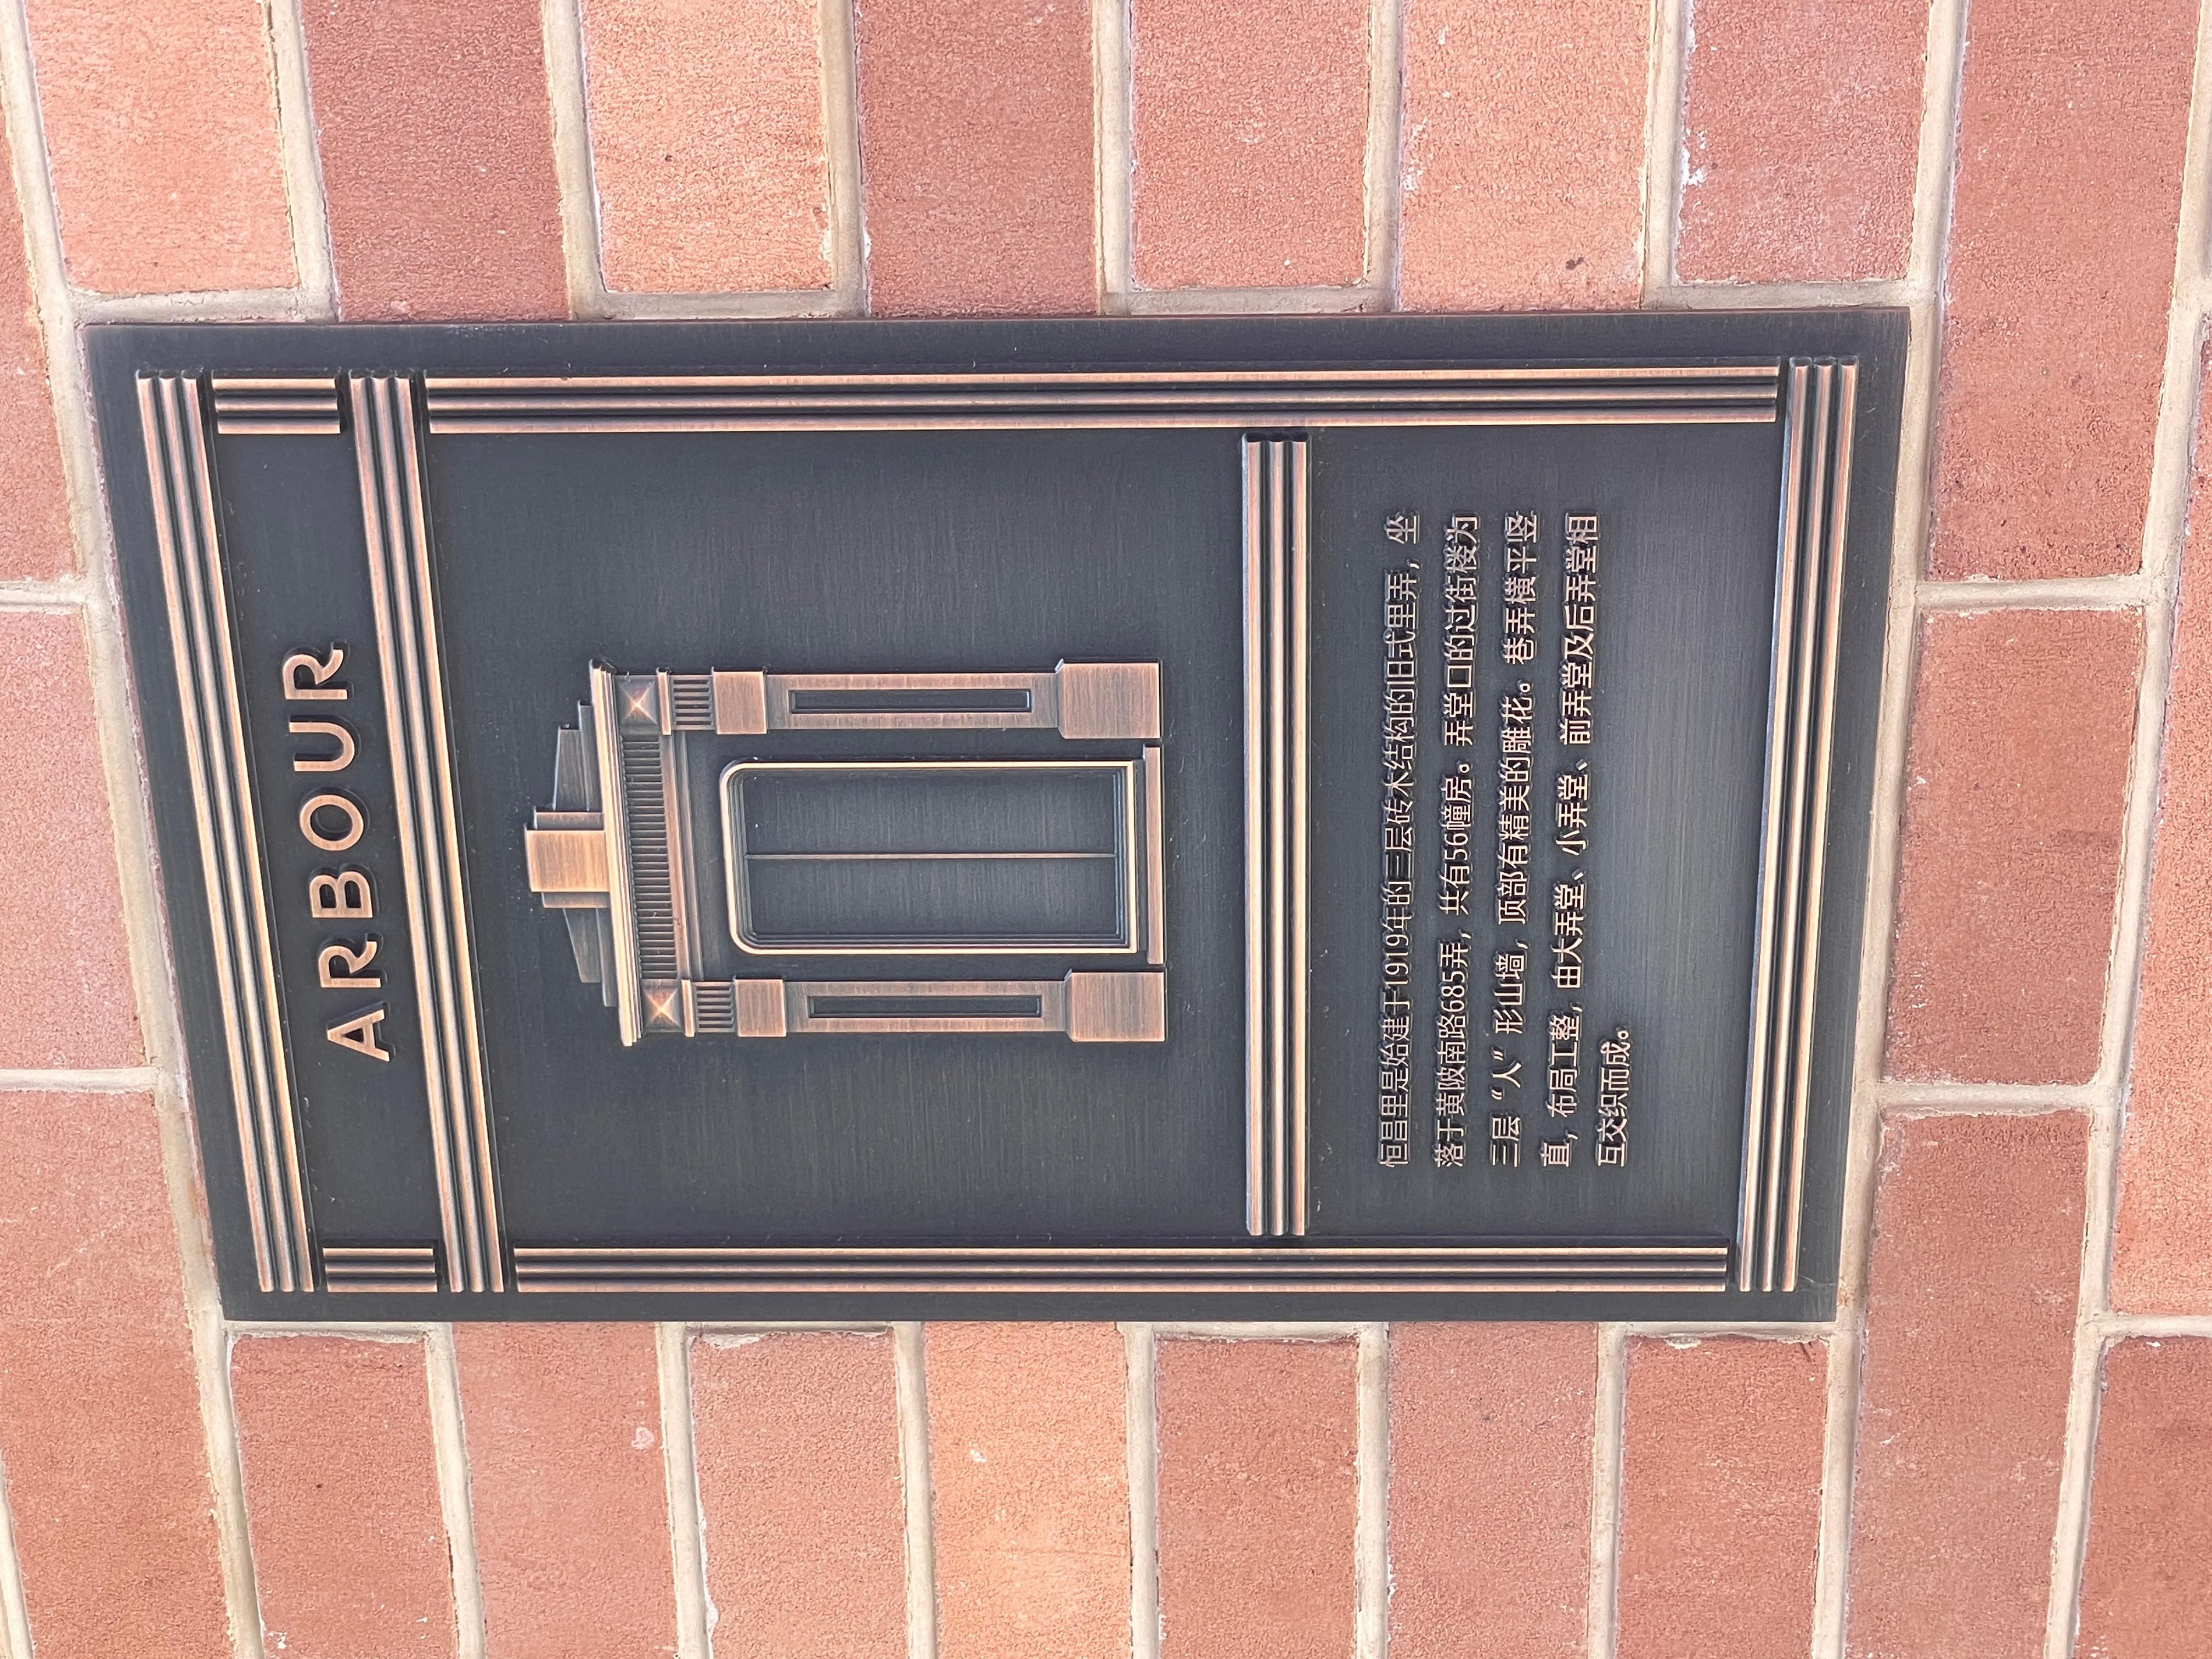 ARBOUR
恒昌里是始建于1919年的三层砖木结构的旧式里弄，坐
落于黄陂南路685弄，共有56幢房。弄堂口的过街楼为
三层“人”形山墙，顶部有精美的雕花。巷弄横平竖
直，布局工整，由大弄堂、小弄堂、前弄堂及后弄堂相
互交织而成。